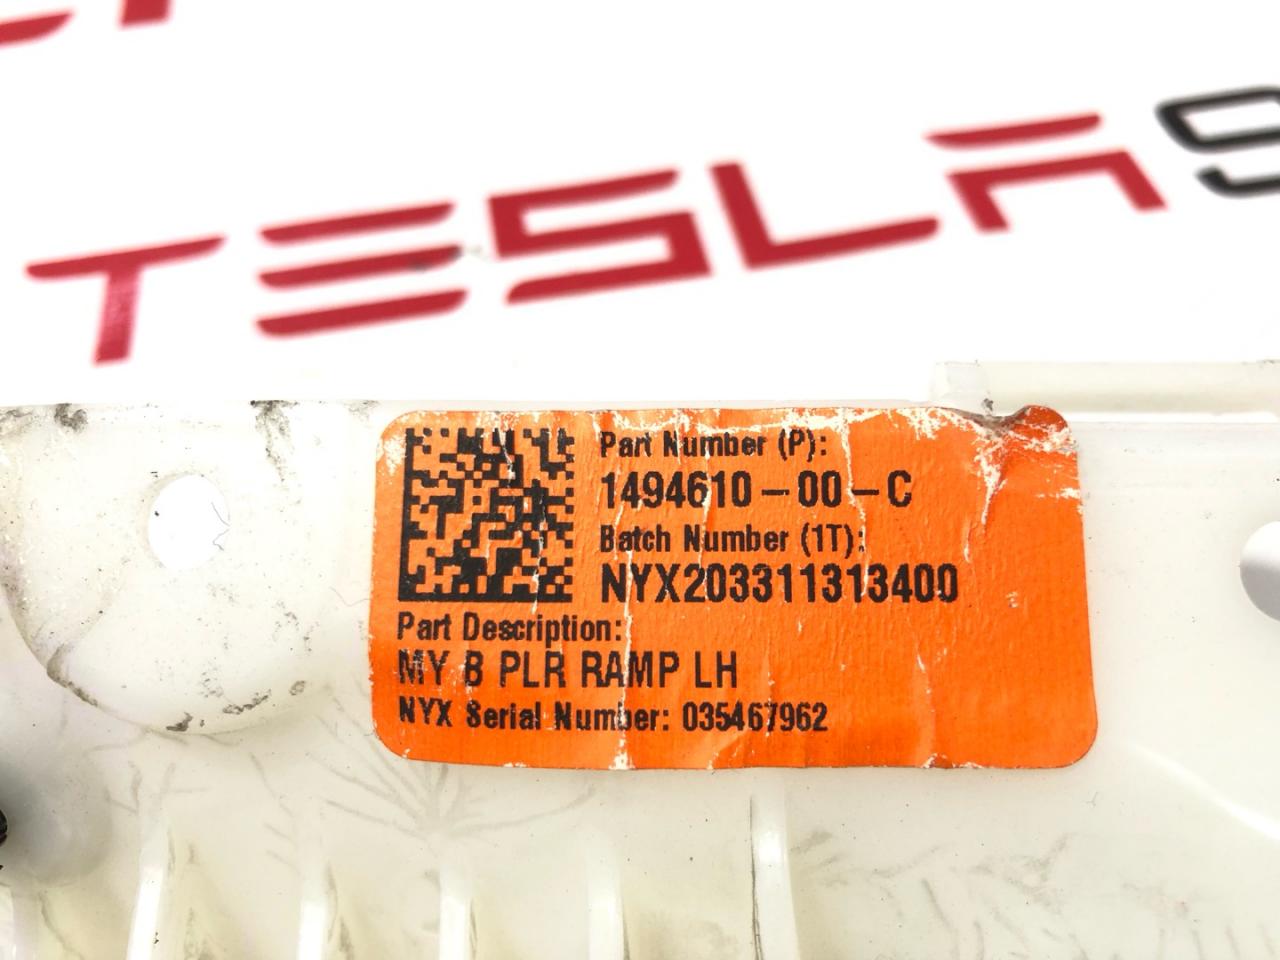 TESLA
Part Number (P):
1494610-00-C
Batch Number (1T):
NYX203311313400
Part Description:
MY B PLR RAMP LH
NYX Serial Number: 035467962